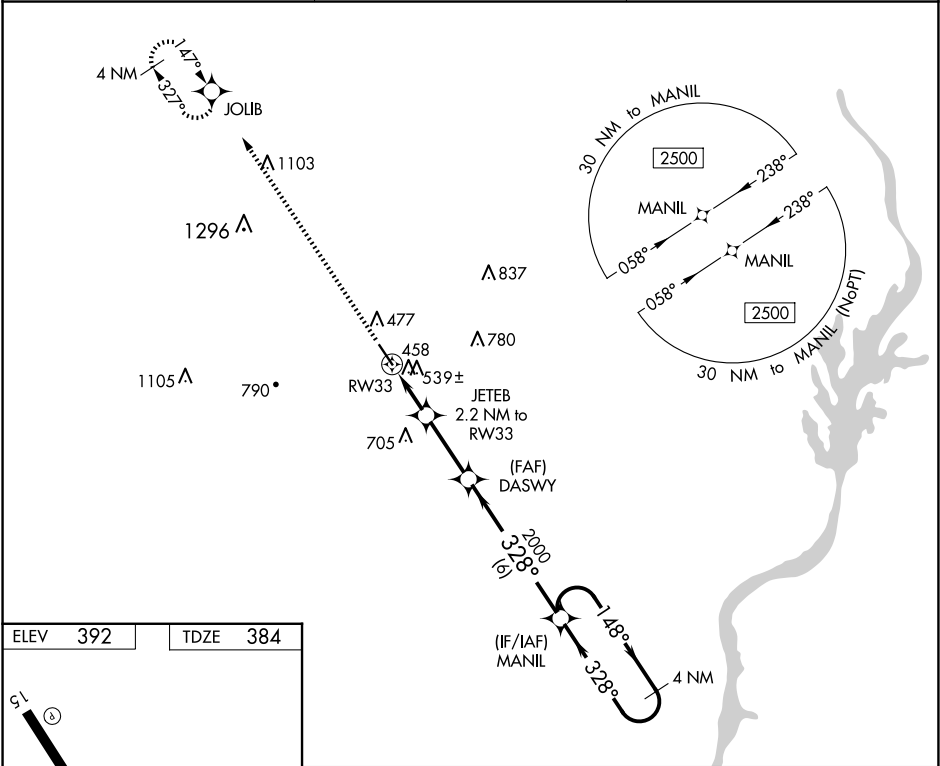 147°
4 NM
327°
JOLIB
1103
1296
30 NM to MANIL
2500
238°
MANIL
058°
238°
MANIL
058°
2500
30 NM to MANIL (NoPT)
837
477
780
458
539±
RW33
1105
790
JETEB
2.2 NM to
RW33
705
(FAF)
DASWY
2000
328°
(6)
(IF/IAF)
MANIL
148°
328°
4 NM
ELEV 392
TDZE 384
15
P